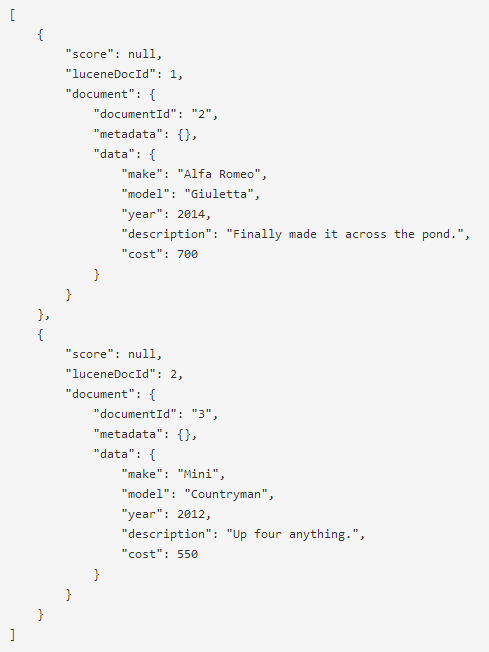 [
    {
        "score": null,
        "luceneDocId": 1,
        "document": {
            "documentId": "2",
            "metadata": {},
            "data": {
                "make": "Alfa Romeo",
                "model": "Giuletta",
                "year": 2014,
                "description": "Finally made it across the pond.",
                "cost": 700
            }
        }
    },
    {
        "score": null,
        "luceneDocId": 2,
        "document": {
            "documentId": "3",
            "metadata": {},
            "data": {
                "make": "Mini",
                "model": "Countryman",
                "year": 2012,
                "description": "Up four anything.",
                "cost": 550
            }
        }
    }
]